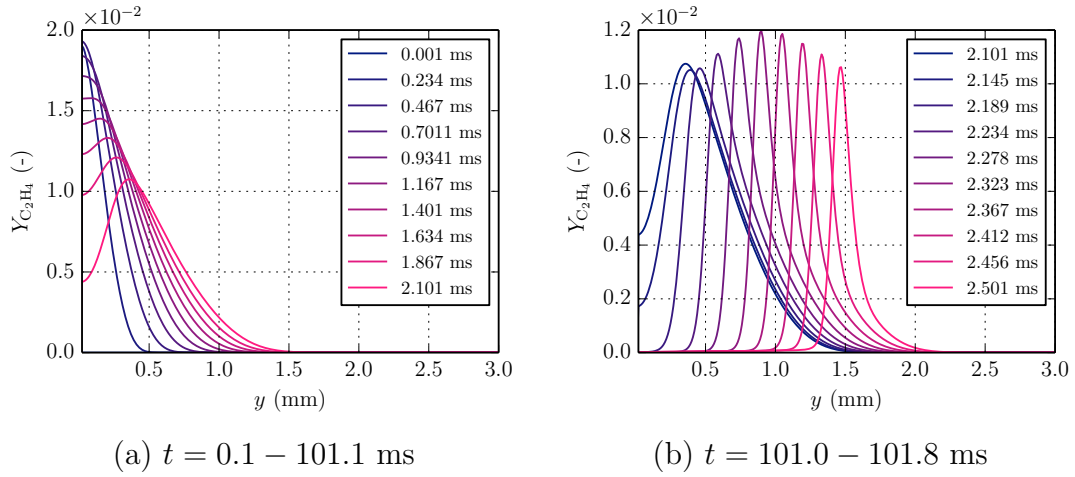 ×10⁻²
2.0
1.5
1.0
0.5
0.0
Y_{C₂H₄} (-)
0.5 1.0 1.5 2.0 2.5 3.0
y (mm)
0.001 ms
0.234 ms
0.467 ms
0.7011 ms
0.9341 ms
1.167 ms
1.401 ms
1.634 ms
1.867 ms
2.101 ms
(a) t = 0.1 − 101.1 ms
×10⁻²
1.2
1.0
0.8
0.6
0.4
0.2
0.0
Y_{C₂H₄} (-)
0.5 1.0 1.5 2.0 2.5 3.0
y (mm)
2.101 ms
2.145 ms
2.189 ms
2.234 ms
2.278 ms
2.323 ms
2.367 ms
2.412 ms
2.456 ms
2.501 ms
(b) t = 101.0 − 101.8 ms